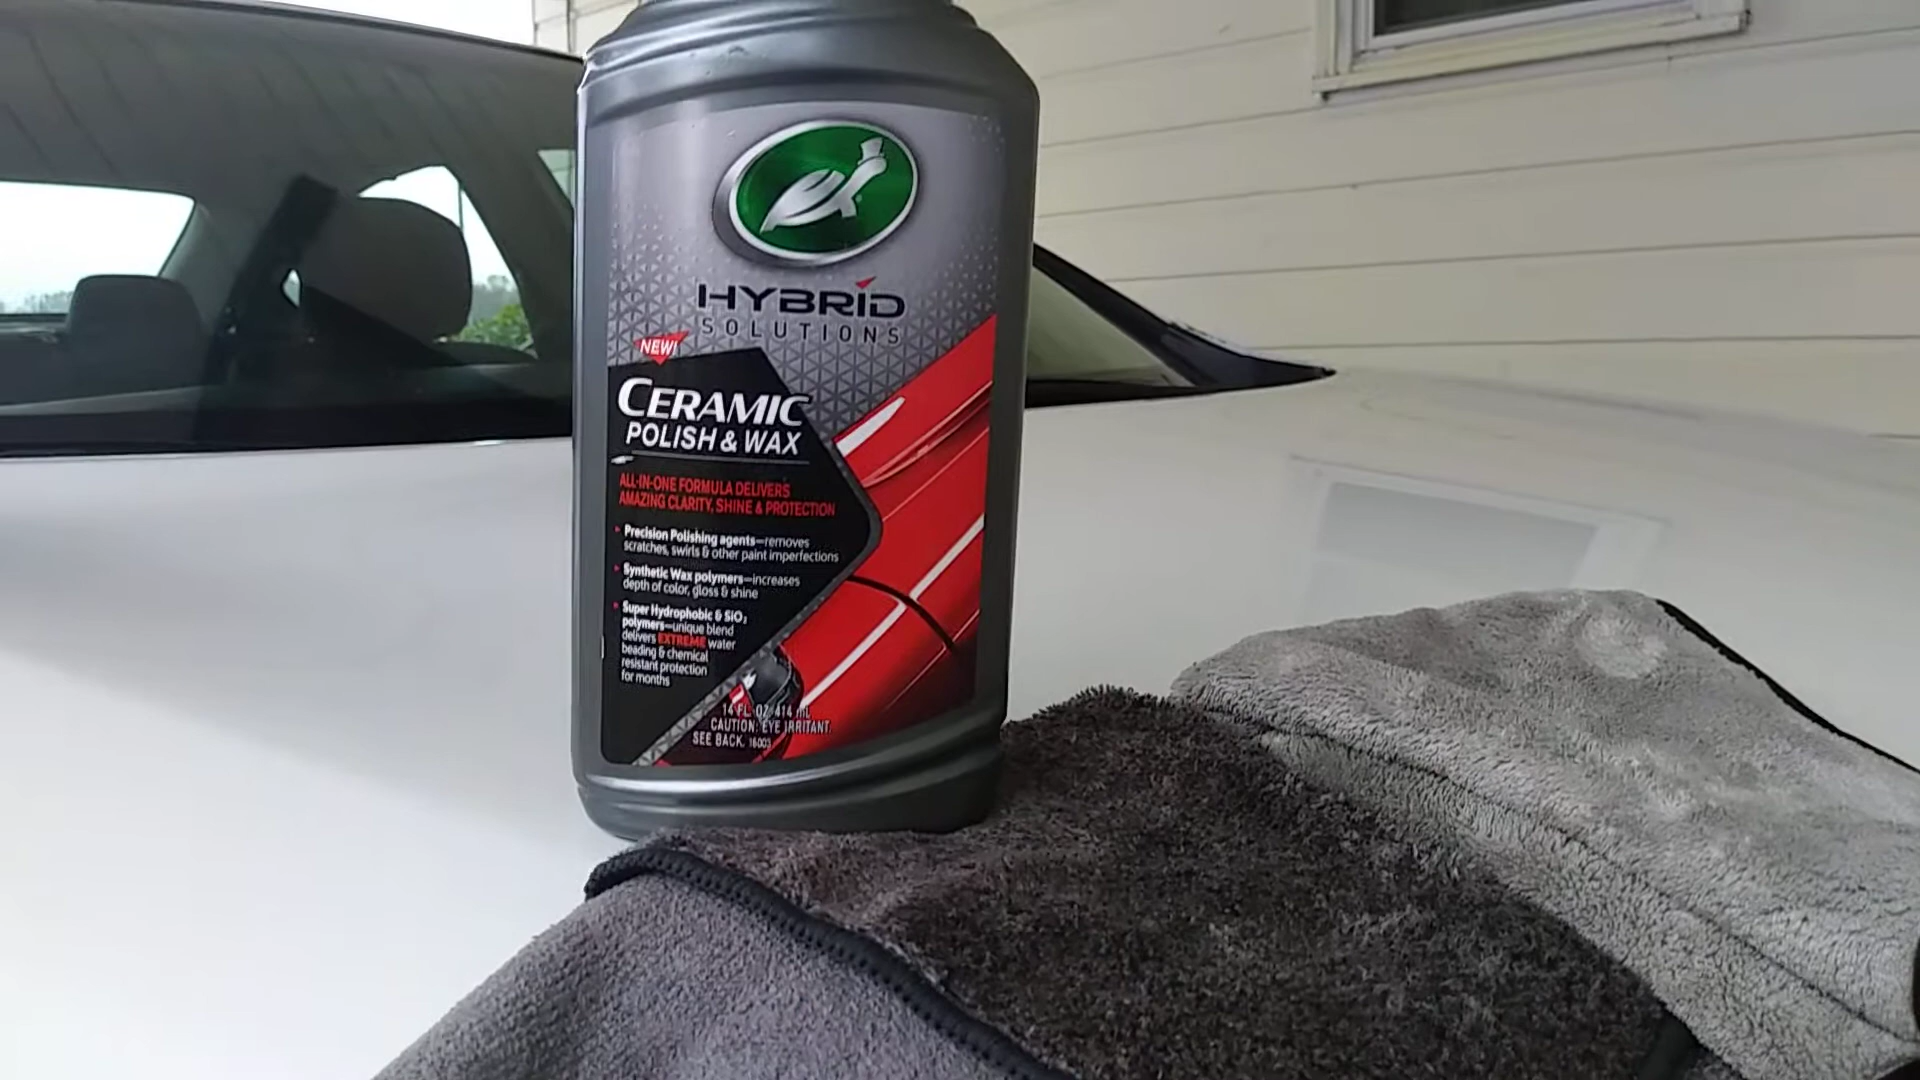 HYBRID
SOLUTIONS
NEW!
CERAMIC
POLISH & WAX
ALL-IN-ONE FORMULA DELIVERS
AMAZING CLARITY, SHINE & PROTECTION
Precision Polishing agents—removes
scratches, swirls & other paint imperfections
Synthetic Wax polymers—increases
depth of color, gloss & shine
Super Hydrophobic & SiO₂
polymers—unique blend
delivers EXTREME water
beading & chemical
resistant protection
for months
14 FL. OZ 414 mL
CAUTION: EYE IRRITANT.
SEE BACK. 16003